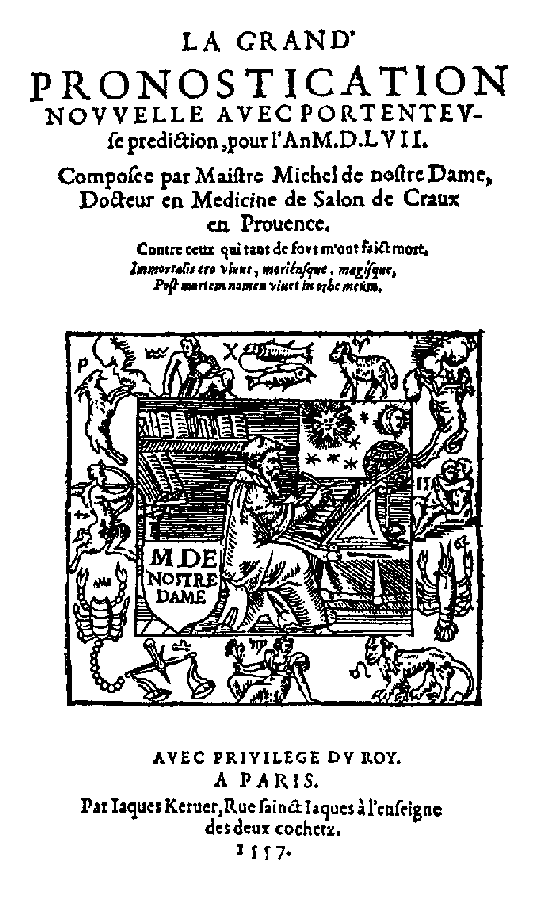 LA GRAND'
PRONOSTICATION
NOVVELLE AVEC PORTENTEV-
ſe prediction, pour l'An M.D.LVII.
Compoſee par Maiſtre Michel de noſtre Dame,
Docteur en Medicine de Salon de Craux
en Prouence.
Contre ceux qui tant de foys m'ont faict mort.
Immortalis ero viuus, moriénſque, magíſque,
Poſt mortem nomen viuet in orbe meum.
M. DE
NOSTRE
DAME
AVEC PRIVILEGE DV ROY.
A PARIS.
Par Iaques Keruer, Rue ſainct Iaques à l'enſeigne
des deux cochetz.
1557.